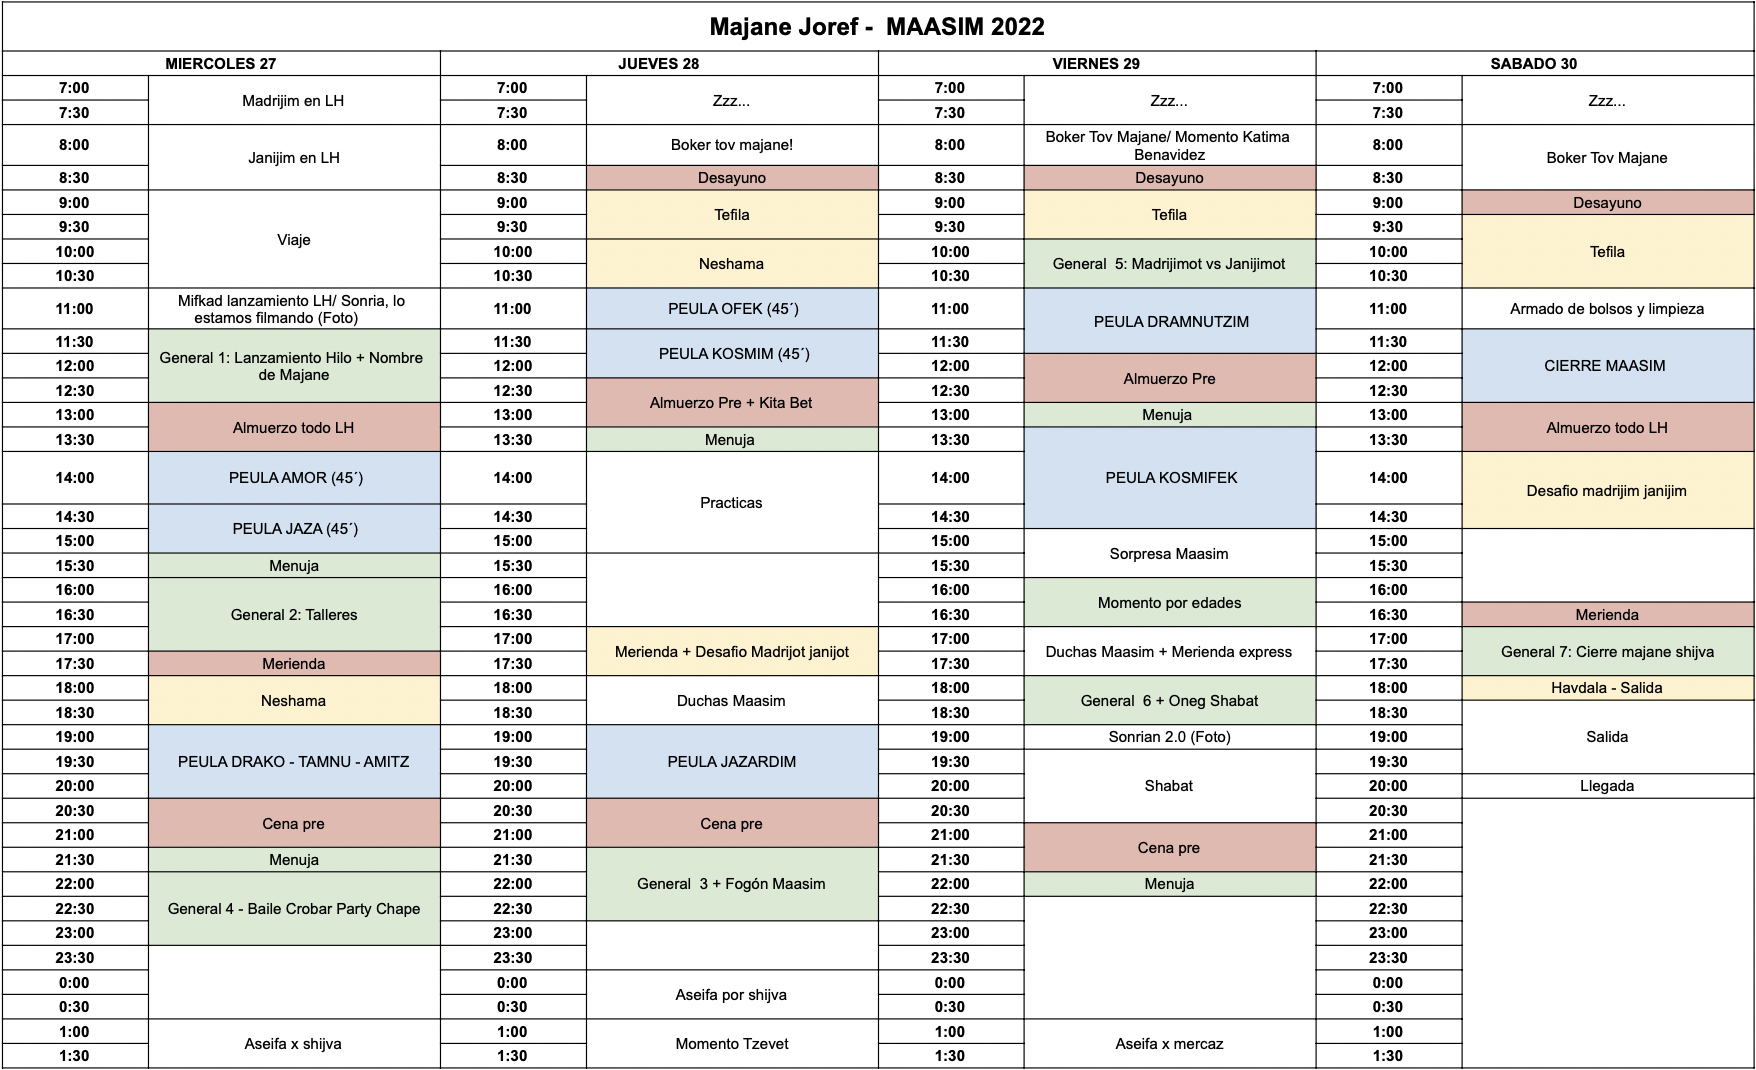 Majane Joref -  MAASIM 2022
MIERCOLES 27
JUEVES 28
VIERNES 29
SABADO 30
7:00
Madrijim en LH
7:30
8:00
Janijim en LH
8:30
9:00
Viaje
9:30
10:00
10:30
11:00
Mifkad lanzamiento LH/ Sonria, lo
estamos filmando (Foto)
11:30
General 1: Lanzamiento Hilo + Nombre
de Majane
12:00
12:30
13:00
Almuerzo todo LH
13:30
14:00
PEULA AMOR (45´)
14:30
PEULA JAZA (45´)
15:00
15:30
Menuja
16:00
General 2: Talleres
16:30
17:00
17:30
Merienda
18:00
Neshama
18:30
19:00
PEULA DRAKO - TAMNU - AMITZ
19:30
20:00
20:30
Cena pre
21:00
21:30
Menuja
22:00
General 4 - Baile Crobar Party Chape
22:30
23:00
23:30
0:00
0:30
1:00
Aseifa x shijva
1:30
7:00
Zzz...
7:30
8:00
Boker tov majane!
8:30
Desayuno
9:00
Tefila
9:30
10:00
Neshama
10:30
11:00
PEULA OFEK (45´)
11:30
PEULA KOSMIM (45´)
12:00
12:30
Almuerzo Pre + Kita Bet
13:00
13:30
Menuja
14:00
Practicas
14:30
15:00
15:30
16:00
16:30
17:00
Merienda + Desafio Madrijot janijot
17:30
18:00
Duchas Maasim
18:30
19:00
PEULA JAZARDIM
19:30
20:00
20:30
Cena pre
21:00
21:30
General  3 + Fogón Maasim
22:00
22:30
23:00
23:30
0:00
Aseifa por shijva
0:30
1:00
Momento Tzevet
1:30
7:00
Zzz...
7:30
8:00
Boker Tov Majane/ Momento Katima
Benavidez
8:30
Desayuno
9:00
Tefila
9:30
10:00
General  5: Madrijimot vs Janijimot
10:30
11:00
PEULA DRAMNUTZIM
11:30
12:00
Almuerzo Pre
12:30
13:00
Menuja
13:30
PEULA KOSMIFEK
14:00
14:30
15:00
Sorpresa Maasim
15:30
16:00
Momento por edades
16:30
17:00
Duchas Maasim + Merienda express
17:30
18:00
General  6 + Oneg Shabat
18:30
19:00
Sonrian 2.0 (Foto)
19:30
Shabat
20:00
20:30
21:00
Cena pre
21:30
22:00
Menuja
22:30
23:00
23:30
0:00
0:30
1:00
Aseifa x mercaz
1:30
7:00
Zzz...
7:30
8:00
Boker Tov Majane
8:30
9:00
Desayuno
9:30
Tefila
10:00
10:30
11:00
Armado de bolsos y limpieza
11:30
CIERRE MAASIM
12:00
12:30
13:00
Almuerzo todo LH
13:30
14:00
Desafio madrijim janijim
14:30
15:00
15:30
16:00
16:30
Merienda
17:00
General 7: Cierre majane shijva
17:30
18:00
Havdala - Salida
18:30
Salida
19:00
19:30
20:00
Llegada
20:30
21:00
21:30
22:00
22:30
23:00
23:30
0:00
0:30
1:00
1:30